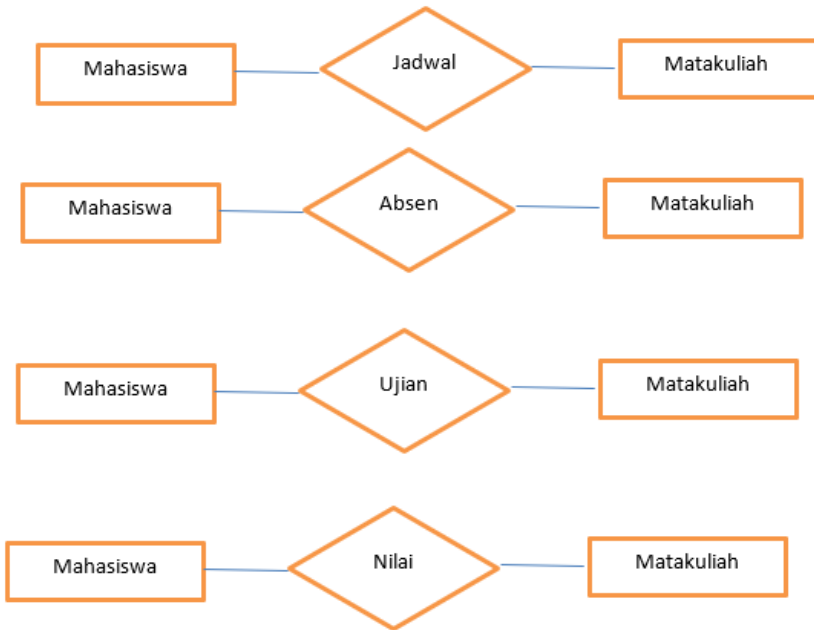 Mahasiswa Jadwal Matakuliah
Mahasiswa Absen Matakuliah
Mahasiswa Ujian Matakuliah
Mahasiswa Nilai Matakuliah